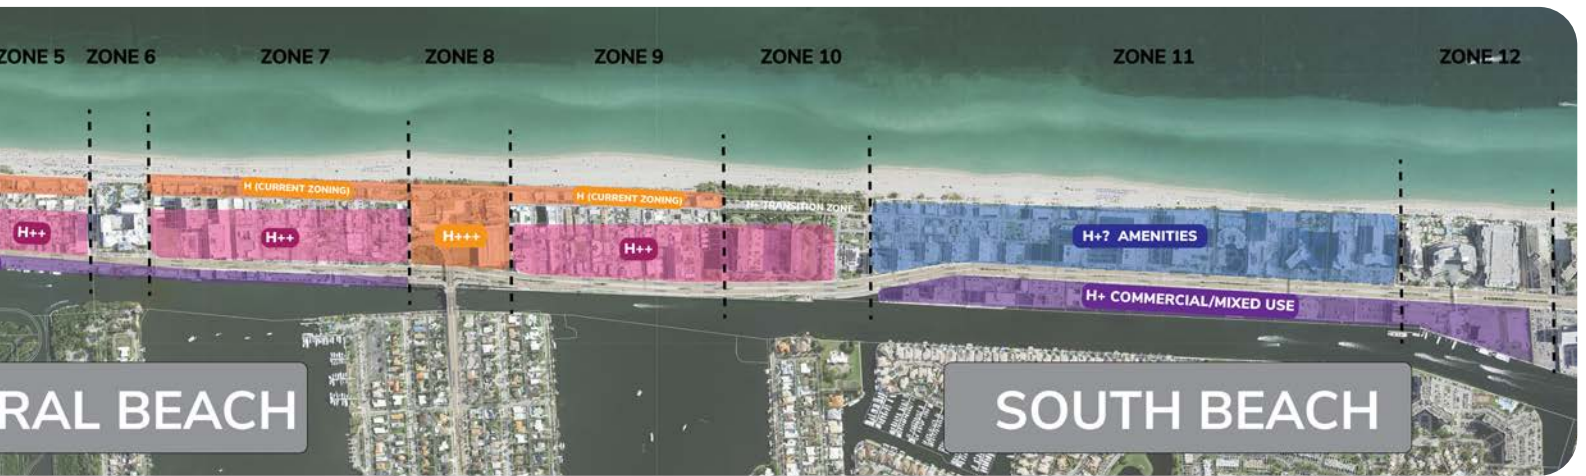 ZONE 5 ZONE 6 ZONE 7 ZONE 8 ZONE 9 ZONE 10 ZONE 11 ZONE 12
H (CURRENT ZONING)
H (CURRENT ZONING)
H+ TRANSITION ZONE
H++
H++
H+++
H++
H+? AMENITIES
H+ COMMERCIAL/MIXED USE
RAL BEACH
SOUTH BEACH